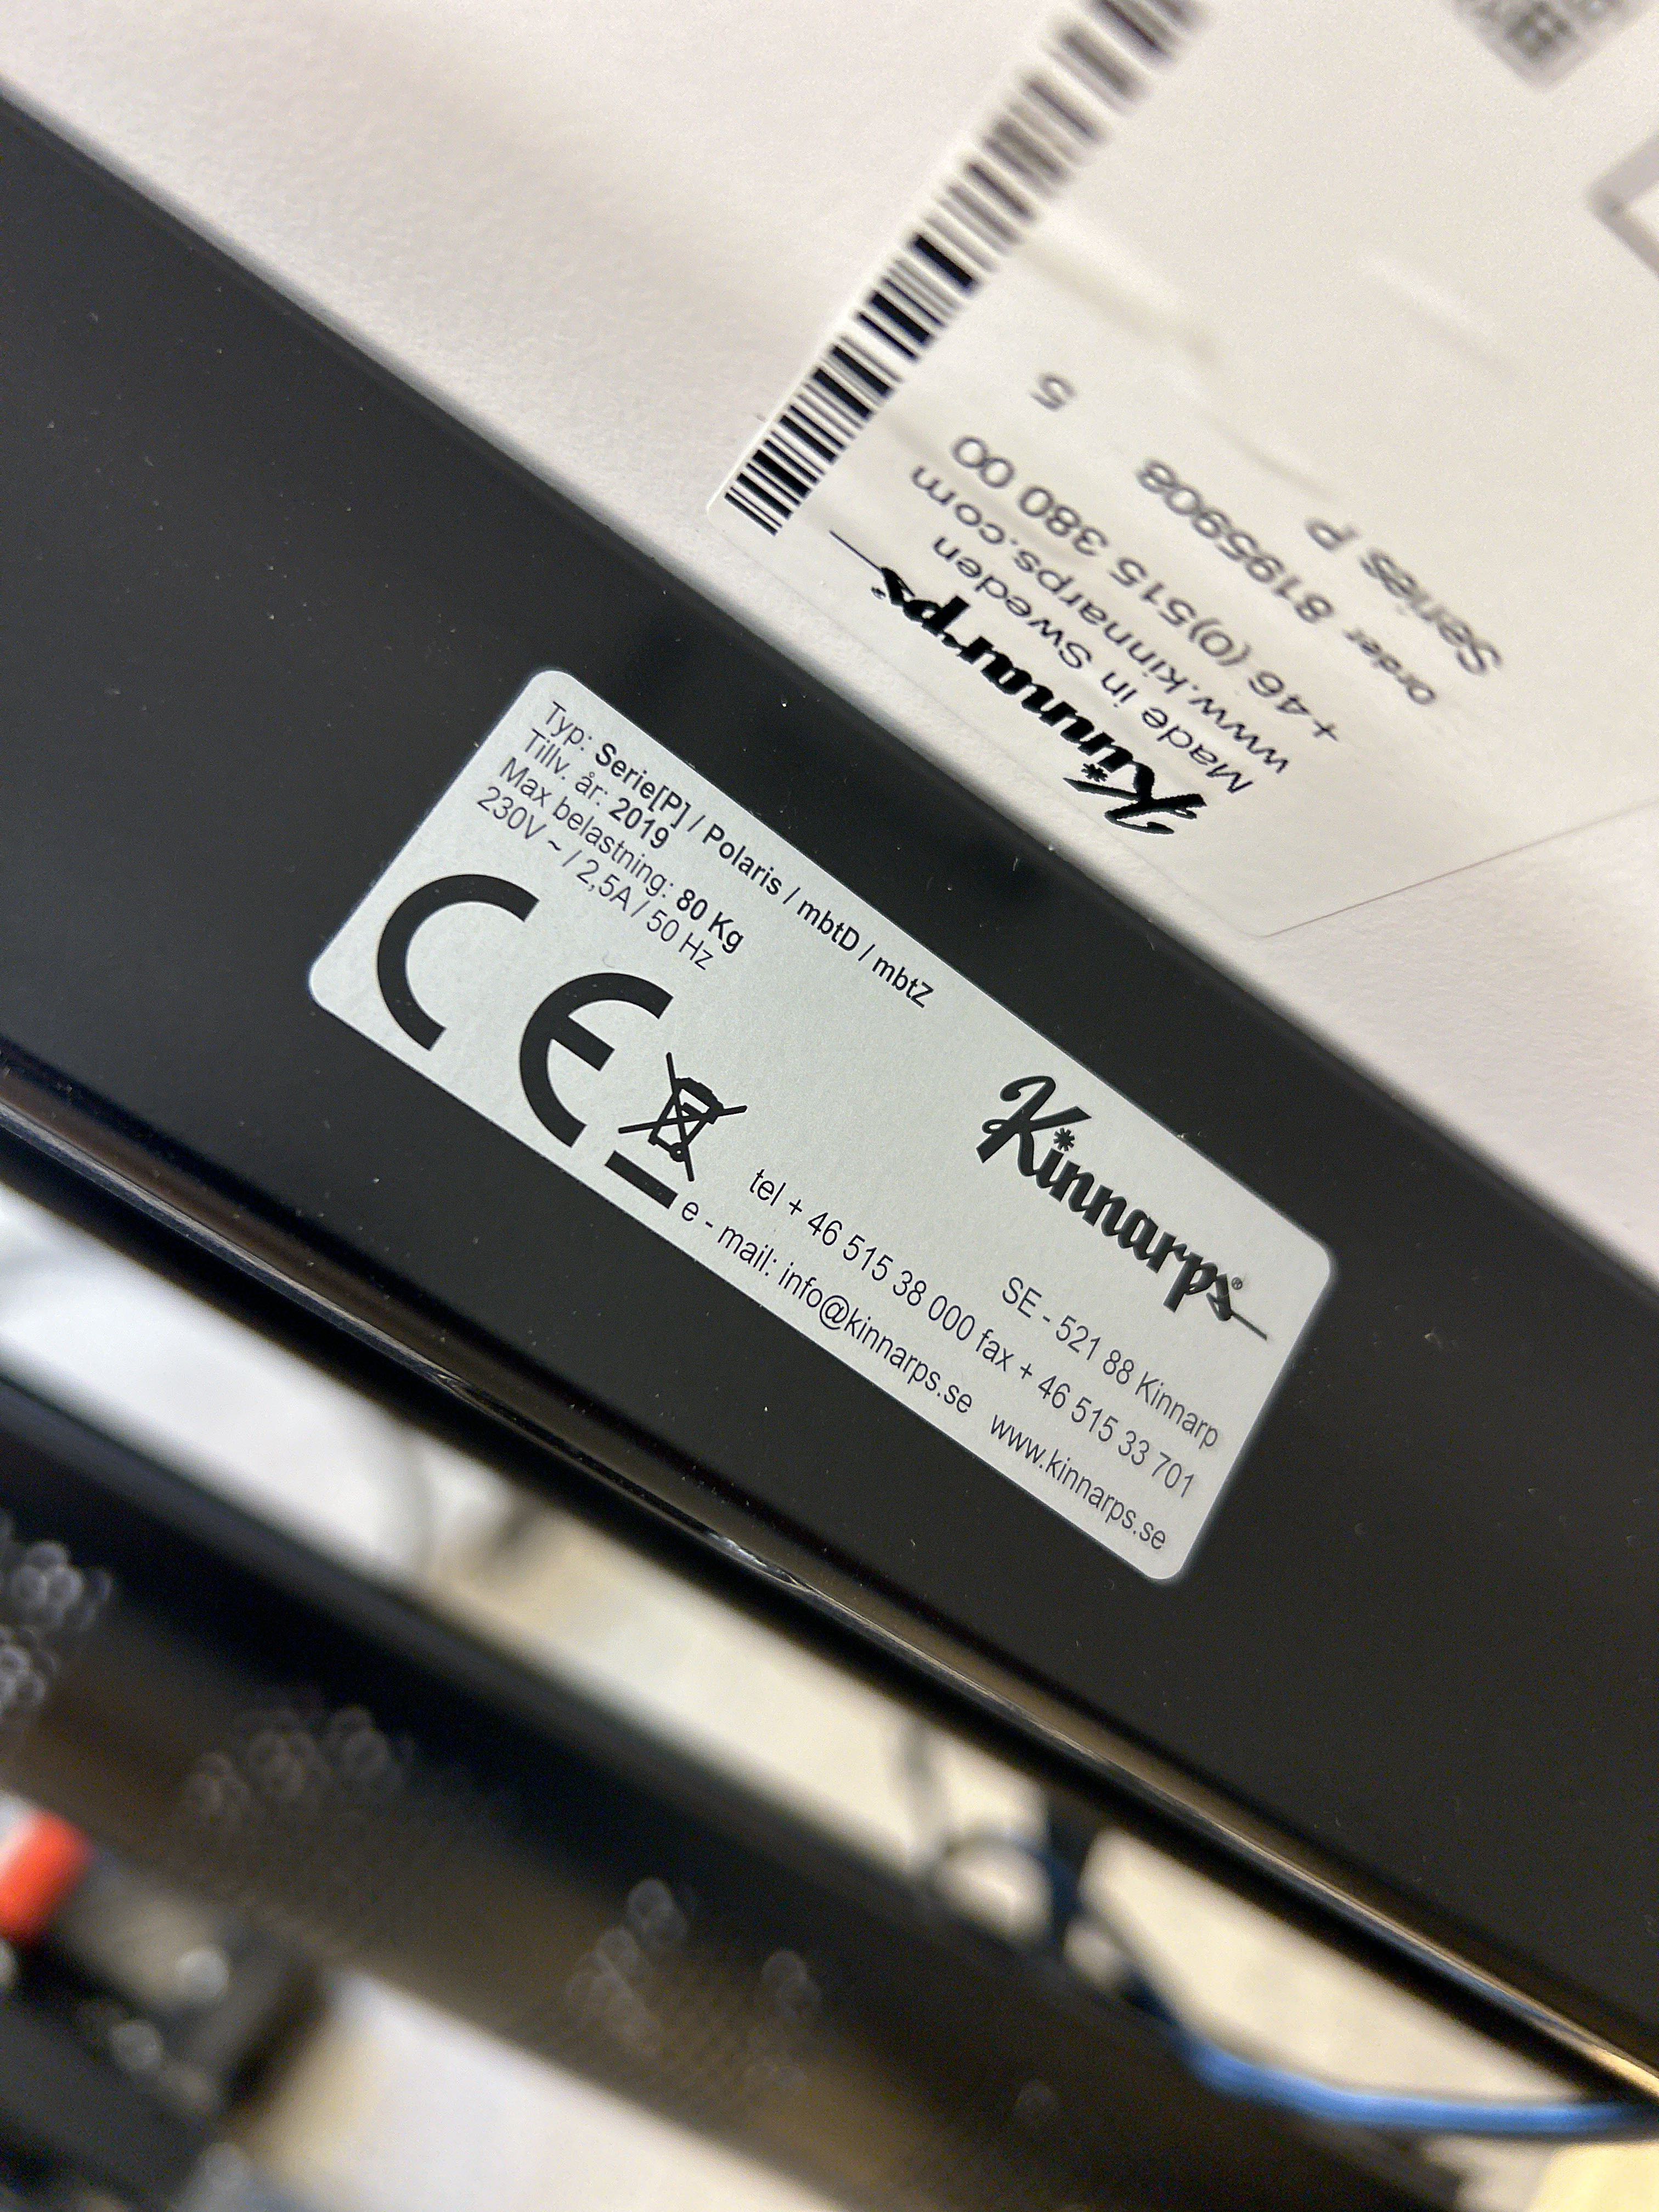 Typ: Serie[P] / Polaris / mbtD / mbtZ
Tillv. år: 2019
Max belastning: 80 Kg
230V ~ / 2,5A / 50 Hz
CE
Kinnarps®
SE - 521 88 Kinnarp
tel + 46 515 38 000 fax + 46 515 33 701
e - mail: info@kinnarps.se www.kinnarps.se
Kinnarps
Made in Sweden
www.kinnarps.com
+46 (0)515 380 00
order 8195908
Series P
5